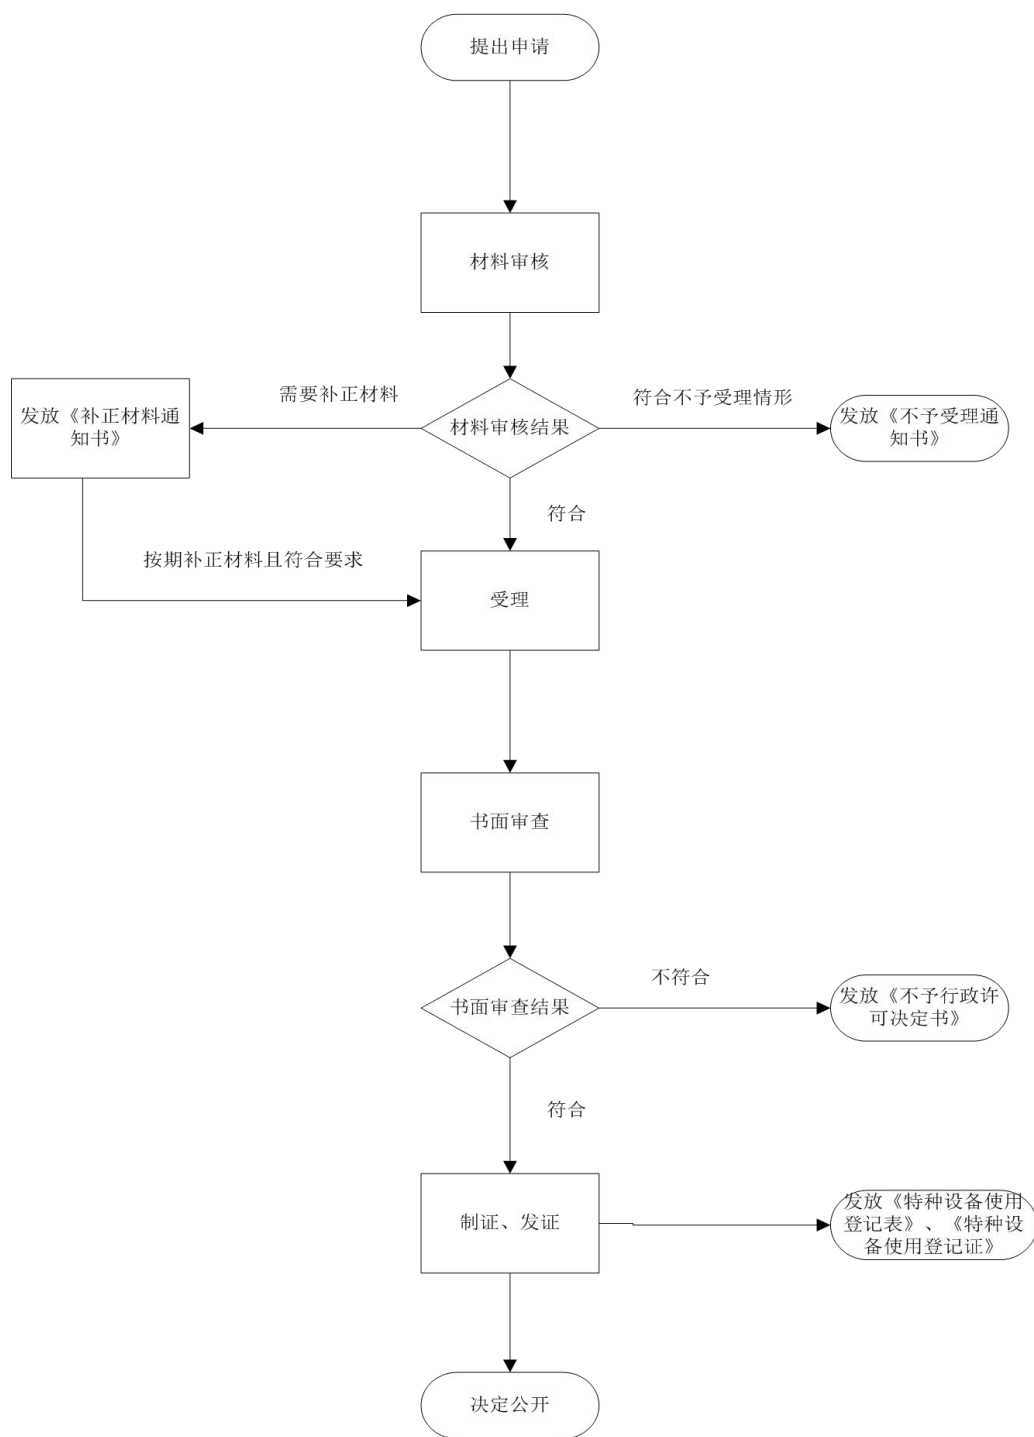 提出申请
材料审核
需要补正材料
符合不予受理情形
发放《补正材料通
知书》
材料审核结果
发放《不予受理通
知书》
符合
按期补正材料且符合要求
受理
书面审查
不符合
书面审查结果
发放《不予行政许
可决定书》
符合
制证、发证
发放《特种设备使用
登记表》、《特种设
备使用登记证》
决定公开